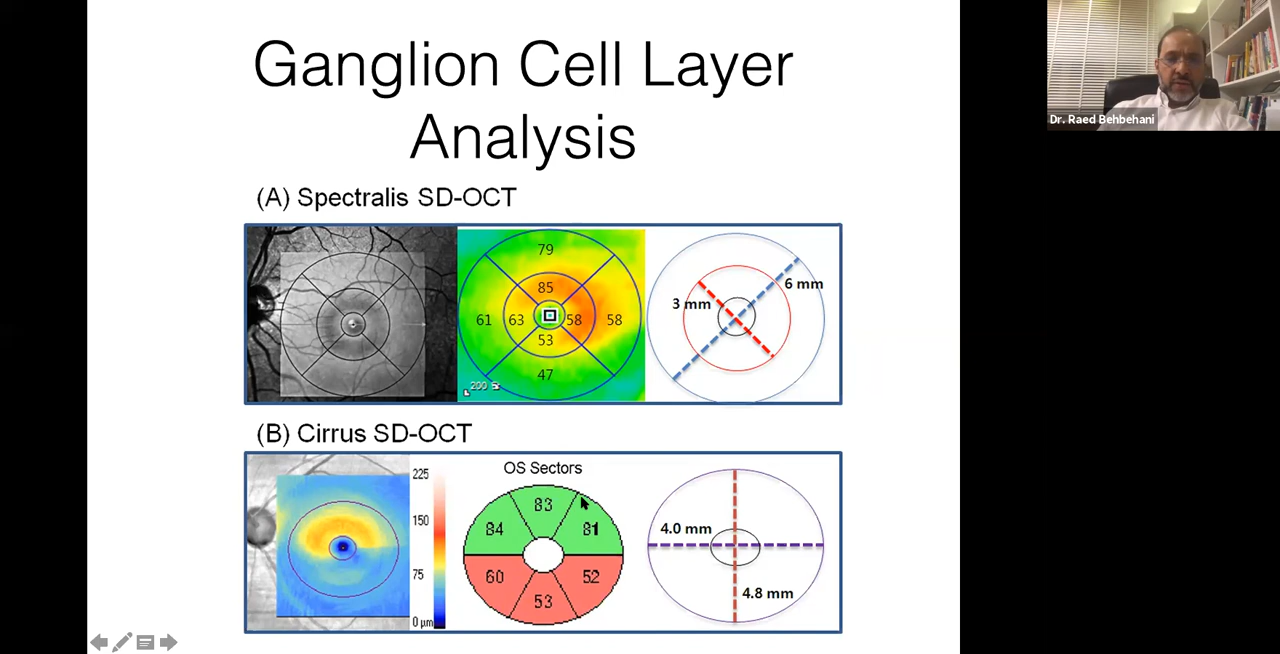 Ganglion Cell Layer
Analysis
(A) Spectralis SD-OCT
79
85
61 63 58 58
53
47
200
3 mm
6 mm
(B) Cirrus SD-OCT
225
150
75
0 µm
OS Sectors
83
84 81
60 52
53
4.0 mm
4.8 mm
Dr. Raed Behbehani